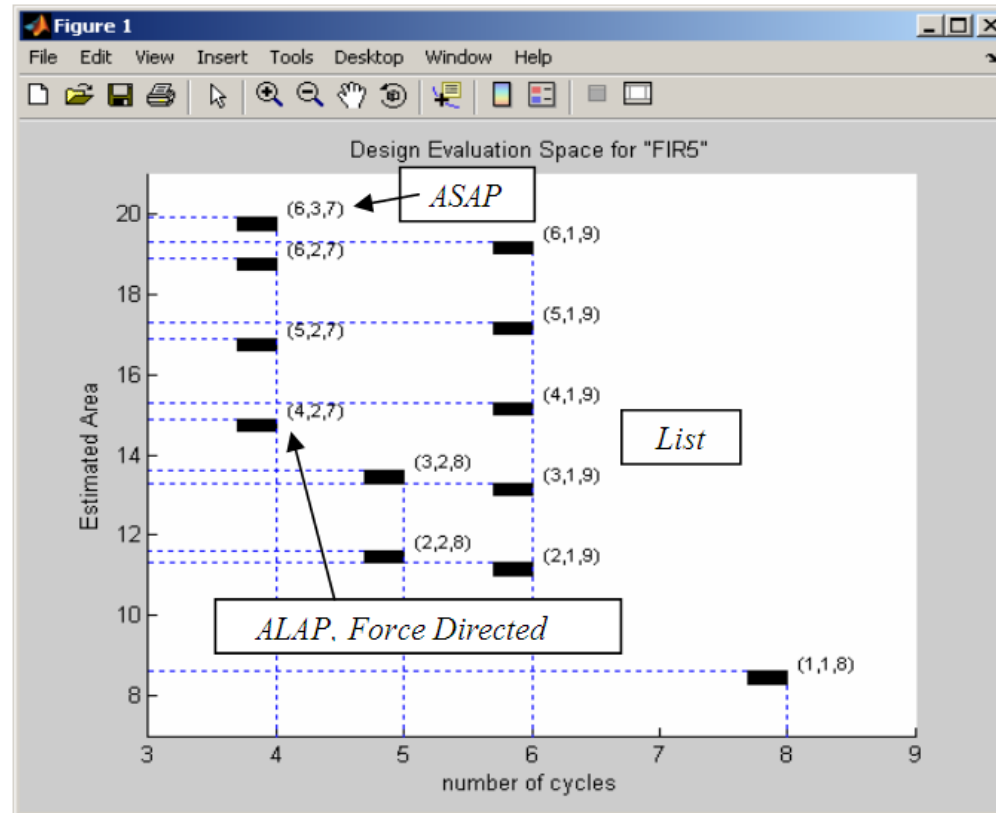 Figure 1
File Edit View Insert Tools Desktop Window Help
Design Evaluation Space for "FIR5"
ASAP
(6,3,7)
(6,1,9)
(6,2,7)
(5,1,9)
(5,2,7)
(4,1,9)
(4,2,7)
List
(3,2,8)
(3,1,9)
(2,2,8)
(2,1,9)
ALAP, Force Directed
(1,1,8)
20
18
16
14
12
10
8
Estimated Area
3 4 5 6 7 8 9
number of cycles